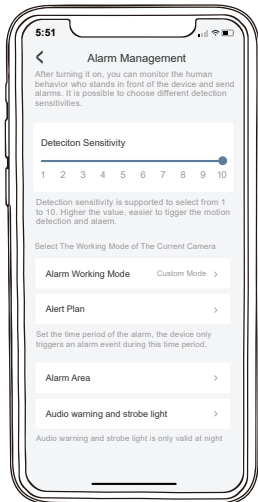 5:51
Alarm Management
After turning it on, you can monitor the human
behavior who stands in front of the device and send
alarms. It is possible to choose different detection
sensitivities.
Deteciton Sensitivity
1 2 3 4 5 6 7 8 9 10
Detection sensitivity is supported to select from 1
to 10. Higher the value, easier to tigger the motion
detection and alaem.
Select The Working Mode of The Current Camera
Alarm Working Mode Custom Mode >
Alert Plan >
Set the time period of the alarm, the device only
triggers an alarm event during this time period.
Alarm Area >
Audio warning and strobe light >
Audio warning and strobe light is only valid at night